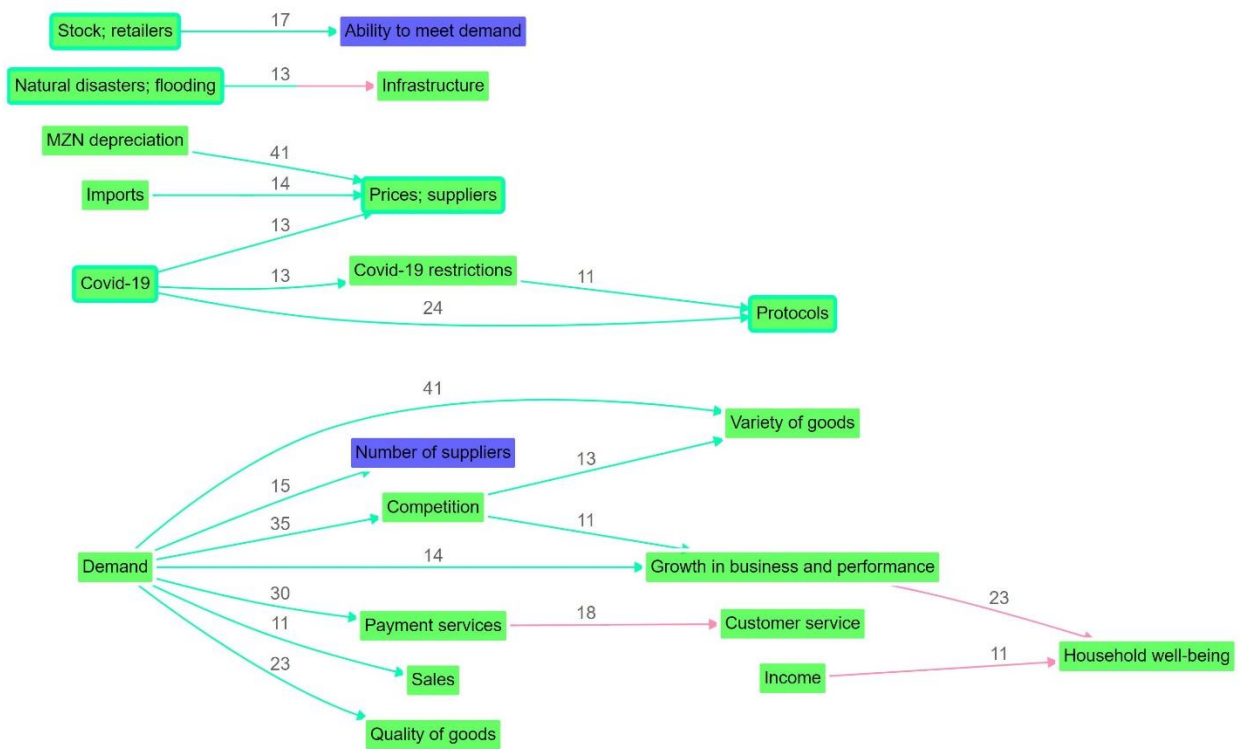 17
Stock; retailers
Ability to meet demand
13
Natural disasters; flooding
Infrastructure
MZN depreciation
41
14
Imports
Prices; suppliers
13
Covid-19 restrictions
13
11
Covid-19
24
Protocols
41
Variety of goods
Number of suppliers
13
15
Competition
35
11
14
Demand
Growth in business and performance
30
23
18
Payment services
Customer service
11
Household well-being
11
23
Sales
Income
Quality of goods